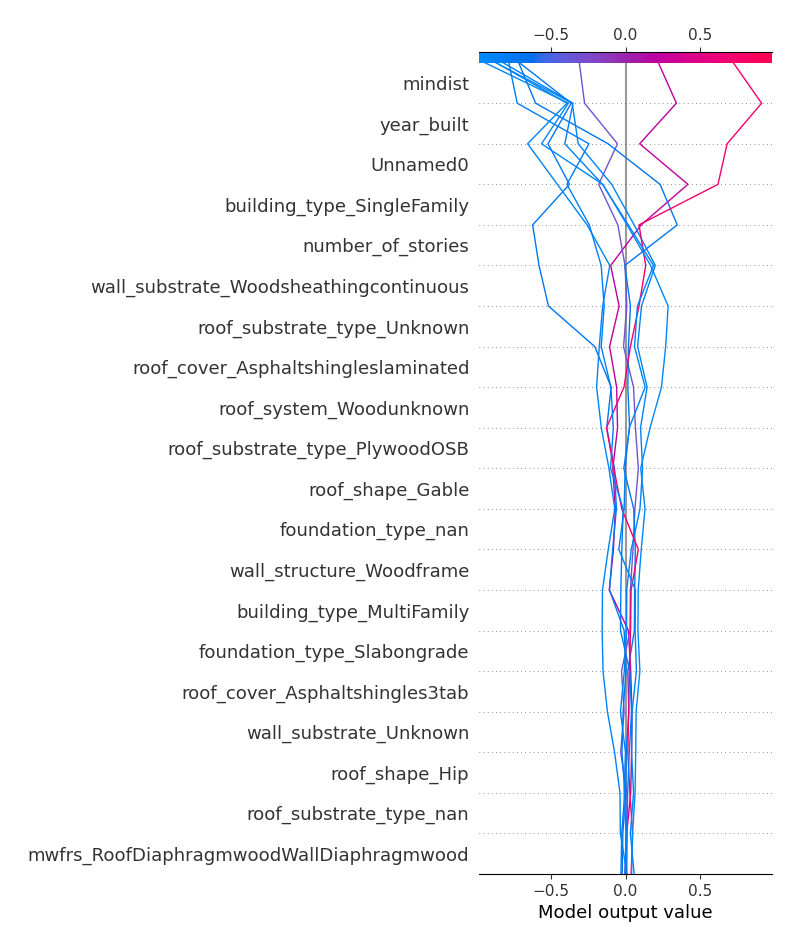 −0.5 0.0 0.5
mindist
year_built
Unnamed0
building_type_SingleFamily
number_of_stories
wall_substrate_Woodsheathingcontinuous
roof_substrate_type_Unknown
roof_cover_Asphaltshingleslaminated
roof_system_Woodunknown
roof_substrate_type_PlywoodOSB
roof_shape_Gable
foundation_type_nan
wall_structure_Woodframe
building_type_MultiFamily
foundation_type_Slabongrade
roof_cover_Asphaltshingles3tab
wall_substrate_Unknown
roof_shape_Hip
roof_substrate_type_nan
mwfrs_RoofDiaphragmwoodWallDiaphragmwood
−0.5 0.0 0.5
Model output value